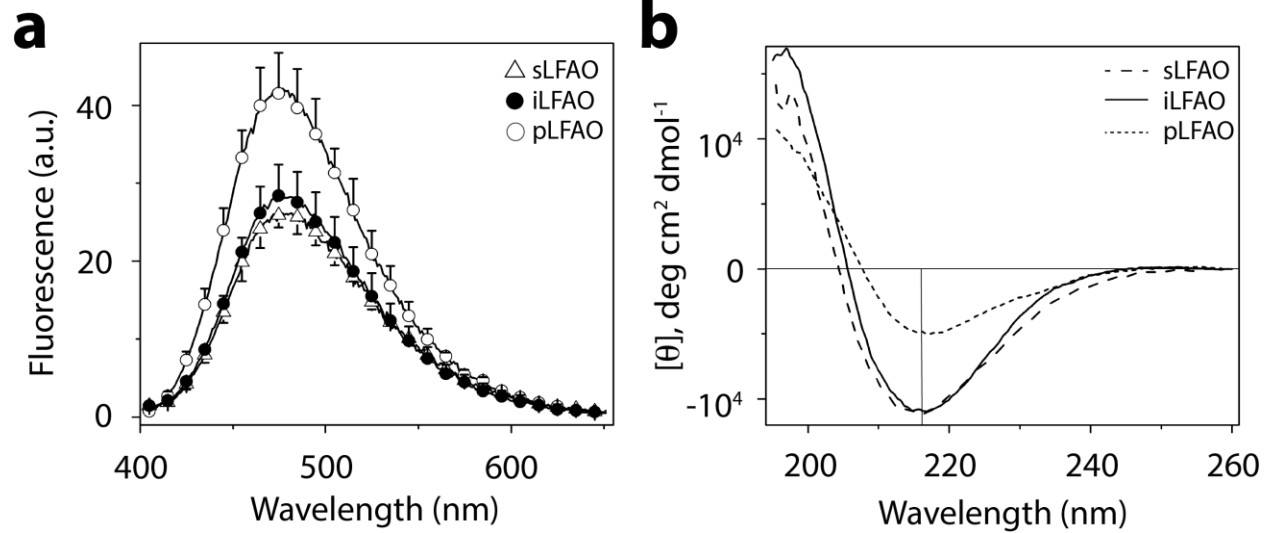 a
b
sLFAO
iLFAO
pLFAO
Fluorescence (a.u.)
40
20
0
400
500
600
Wavelength (nm)
sLFAO
iLFAO
pLFAO
[θ], deg cm² dmol⁻¹
10⁴
0
-10⁴
200
220
240
260
Wavelength (nm)